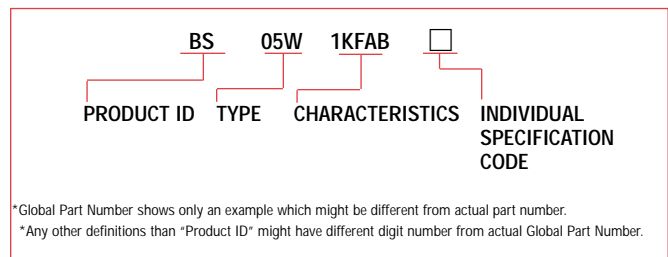 BS 05W 1KFAB □
PRODUCT ID TYPE CHARACTERISTICS INDIVIDUAL
SPECIFICATION
CODE
*Global Part Number shows only an example which might be different from actual part number.
*Any other definitions than “Product ID” might have different digit number from actual Global Part Number.